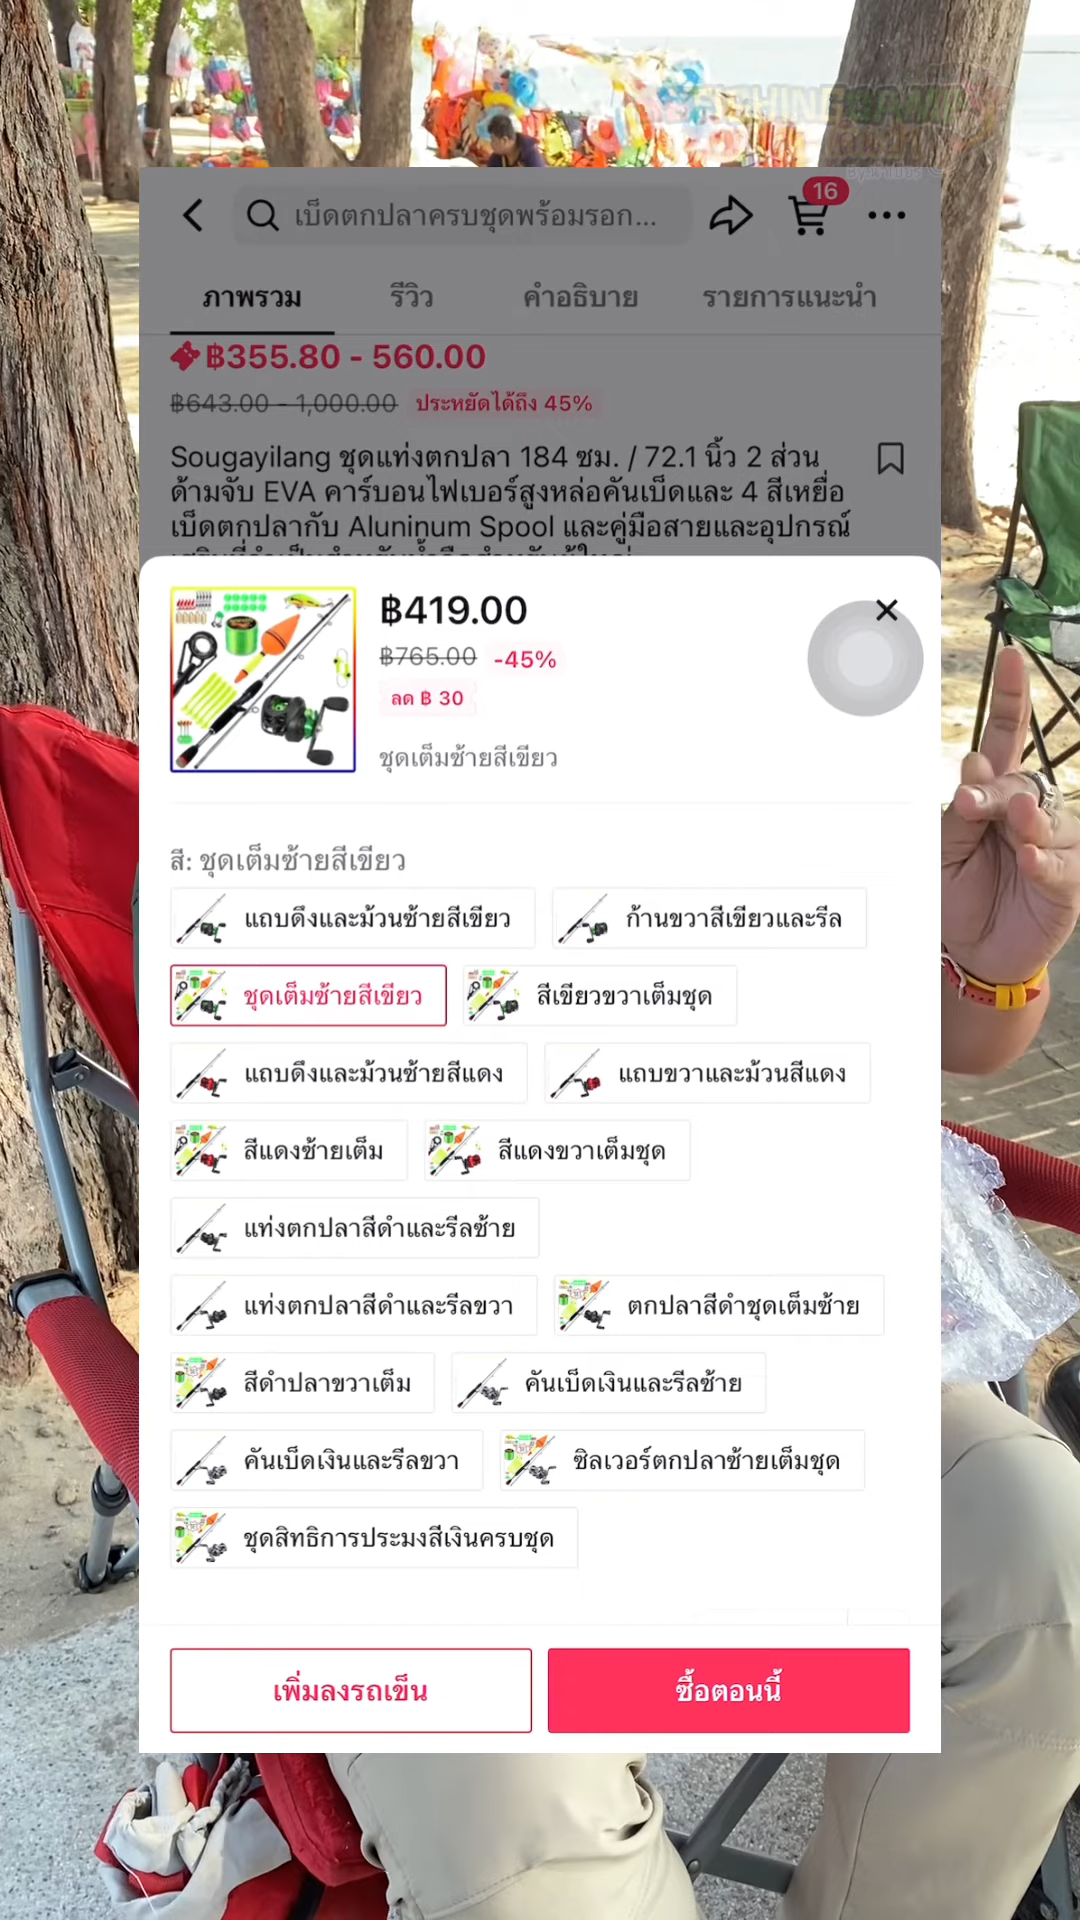 FISHING CAMP
16
เบ็ดตกปลาครบชุดพร้อมรอก...
ภาพรวม รีวิว คำอธิบาย รายการแนะนำ
฿355.80 - 560.00
฿643.00 - 1,000.00 ประหยัดได้ถึง 45%
Sougayilang ชุดแท่งตกปลา 184 ซม. / 72.1 นิ้ว 2 ส่วน
ด้ามจับ EVA คาร์บอนไฟเบอร์สูงหล่อคันเบ็ดและ 4 สีเหยื่อ
เบ็ดตกปลากับ Aluninum Spool และคู่มือสายและอุปกรณ์
฿419.00
฿765.00 -45%
ลด ฿ 30
ชุดเต็มซ้ายสีเขียว
สี: ชุดเต็มซ้ายสีเขียว
แถบดึงและม้วนซ้ายสีเขียว ก้านขวาสีเขียวและรีล
ชุดเต็มซ้ายสีเขียว สีเขียวขวาเต็มชุด
แถบดึงและม้วนซ้ายสีแดง แถบขวาและม้วนสีแดง
สีแดงซ้ายเต็ม สีแดงขวาเต็มชุด
แท่งตกปลาสีดำและรีลซ้าย
แท่งตกปลาสีดำและรีลขวา ตกปลาสีดำชุดเต็มซ้าย
สีดำปลาขวาเต็ม คันเบ็ดเงินและรีลซ้าย
คันเบ็ดเงินและรีลขวา ซิลเวอร์ตกปลาซ้ายเต็มชุด
ชุดสิทธิการประมงสีเงินครบชุด
เพิ่มลงรถเข็น ซื้อตอนนี้